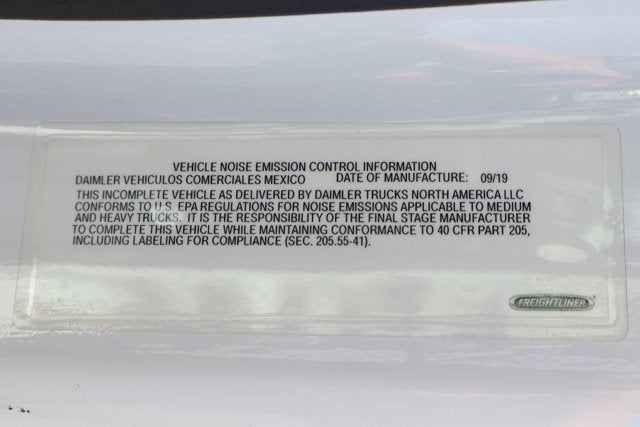 VEHICLE NOISE EMISSION CONTROL INFORMATION
DAIMLER VEHICULOS COMERCIALES MEXICO DATE OF MANUFACTURE: 09/19
THIS INCOMPLETE VEHICLE AS DELIVERED BY DAIMLER TRUCKS NORTH AMERICA LLC
CONFORMS TO U.S. EPA REGULATIONS FOR NOISE EMISSIONS APPLICABLE TO MEDIUM
AND HEAVY TRUCKS. IT IS THE RESPONSIBILITY OF THE FINAL STAGE MANUFACTURER
TO COMPLETE THIS VEHICLE WHILE MAINTAINING CONFORMANCE TO 40 CFR PART 205,
INCLUDING LABELING FOR COMPLIANCE (SEC. 205.55-41).
FREIGHTLINER